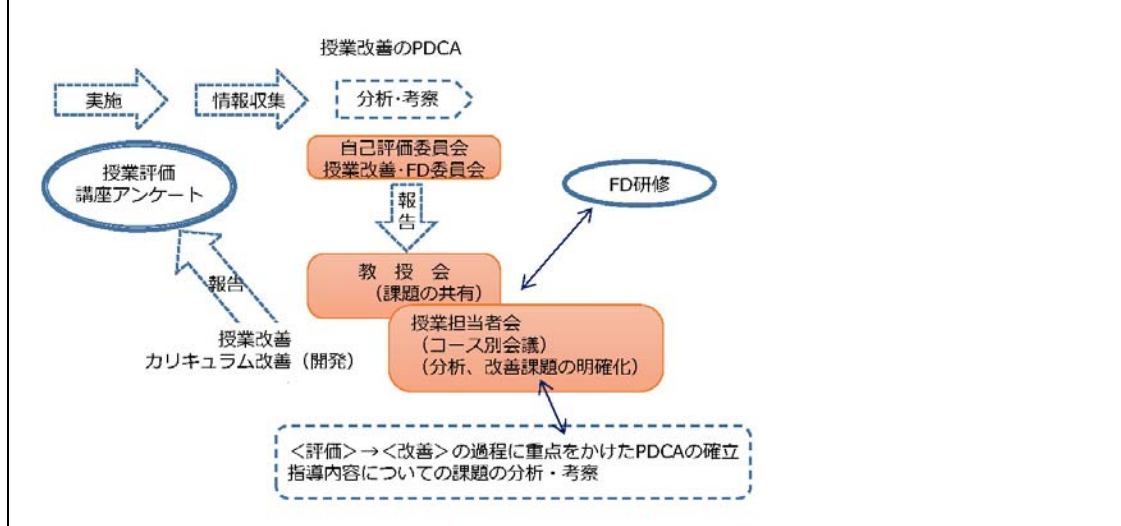 授業改善のPDCA
実施
情報収集
分析・考察
自己評価委員会
授業改善・FD委員会
授業評価
講座アンケート
FD研修
報告
教 授 会
(課題の共有)
報告
授業担当者会
(コース別会議)
(分析、改善課題の明確化)
授業改善
カリキュラム改善(開発)
<評価>→<改善>の過程に重点をかけたPDCAの確立
指導内容についての課題の分析・考察